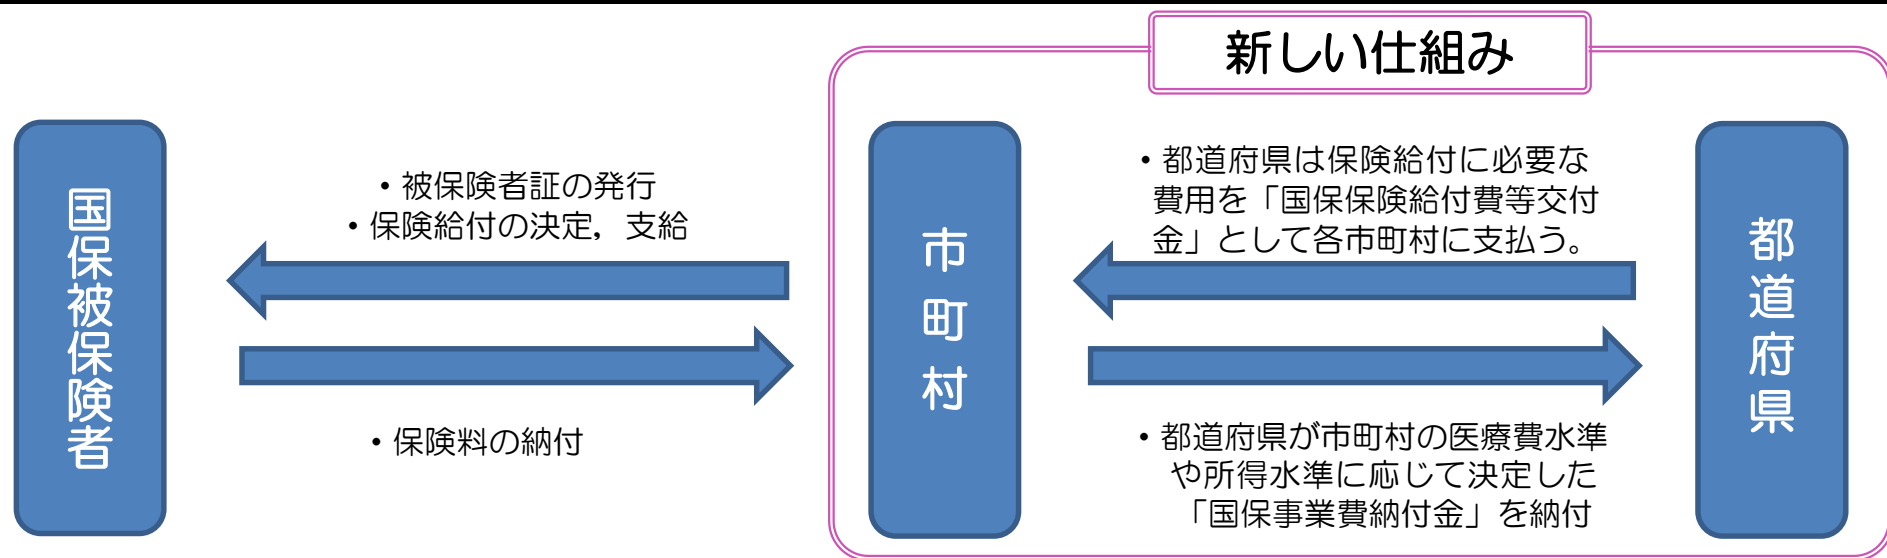 新しい仕組み
国保被保険者
・被保険者証の発行
・保険給付の決定，支給
・保険料の納付
市町村
・都道府県は保険給付に必要な
費用を「国保保険給付費等交付
金」として各市町村に支払う。
・都道府県が市町村の医療費水準
や所得水準に応じて決定した
「国保事業費納付金」を納付
都道府県